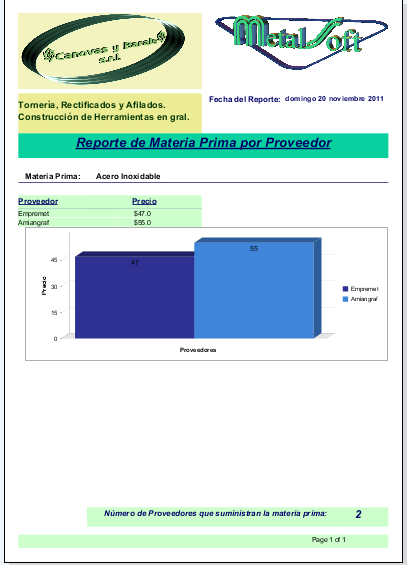 Canovas y Barale
s.r.l.
MetalSoft
Tornería, Rectificados y Afilados.
Construcción de Herramientas en gral.
Fecha del Reporte: domingo 20 noviembre 2011
Reporte de Materia Prima por Proveedor
Materia Prima: Acero Inoxidable
Proveedor Precio
Empremet $47.0
Amiangraf $55.0
Precio
45
30
15
0
47
55
Empremet
Amiangraf
Proveedores
Número de Proveedores que suministran la materia prima: 2
Page 1 of 1